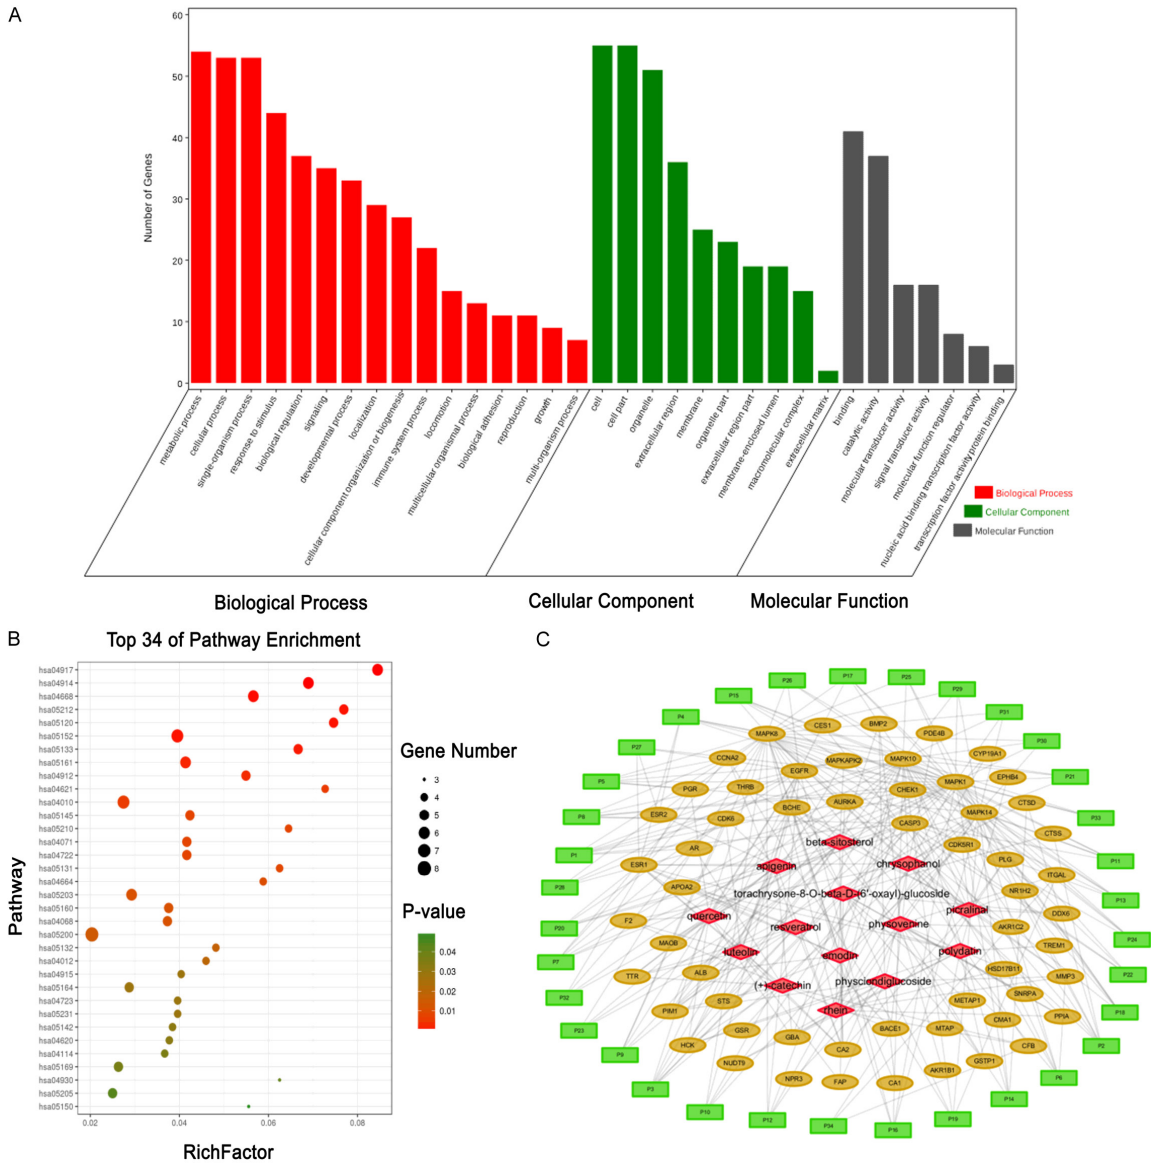 A
60
50
40
30
20
10
0
Number of Genes
metabolic process
cellular process
single-organism process
response to stimulus
biological regulation
signaling
developmental process
localization
cellular component organization or biogenesis
immune system process
locomotion
multicellular organismal process
biological adhesion
reproduction
growth
multi-organism process
cell
cell part
organelle
extracellular region
membrane
organelle part
extracellular region part
membrane-enclosed lumen
macromolecular complex
extracellular matrix
binding
catalytic activity
molecular transducer activity
signal transducer activity
molecular function regulator
nucleic acid binding transcription factor activity
transcription factor activity protein binding
Biological Process
Cellular Component
Molecular Function
Biological Process
Cellular Component
Molecular Function
B
Top 34 of Pathway Enrichment
hsa04917
hsa04914
hsa04668
hsa05212
hsa05120
hsa05152
hsa05133
hsa05161
hsa04912
hsa04621
hsa04010
hsa05145
hsa05210
hsa04071
hsa04722
hsa05131
hsa04664
hsa05203
hsa05160
hsa04068
hsa05200
hsa05132
hsa04012
hsa04915
hsa05164
hsa04723
hsa05231
hsa05142
hsa04620
hsa04114
hsa05169
hsa04930
hsa05205
hsa05150
Pathway
0.02
0.04
0.06
0.08
RichFactor
Gene Number
3
4
5
6
7
8
P-value
0.04
0.03
0.02
0.01
C
P17
P25
P26
P29
P15
P31
P4
P30
P27
P21
P5
P33
P8
P1
P11
P28
P13
P20
P24
P7
P22
P32
P18
P23
P2
P9
P6
P3
P14
P10
P19
P12
P34
P16
CES1
BMP2
MAPK8
PDE4B
CCNA2
MAPKAPK2
MAPK10
CYP19A1
EGFR
MAPK1
EPHB4
PGR
THRB
CHEK1
CTSD
ESR2
BCHE
AURKA
MAPK14
CDK6
CASP3
CTSS
AR
CDK5R1
PLG
ESR1
ITGAL
APOA2
NR1H2
F2
DDX6
AKR1C2
MAOB
TREM1
TTR
ALB
HSD17B11
MMP3
STS
METAP1
SNRPA
PIM1
CMA1
PPIA
GSR
BACE1
MTAP
HCK
GBA
CFB
CA2
NUDT9
GSTP1
AKR1B1
NPR3
FAP
CA1
beta-sitosterol
apigenin
chrysophanol
torachrysone-8-O-beta-D-(6'-oxayl)-glucoside
quercetin
picralinal
resveratrol
physovenine
luteolin
emodin
polydatin
(+)-catechin
physciondiglucoside
rhein